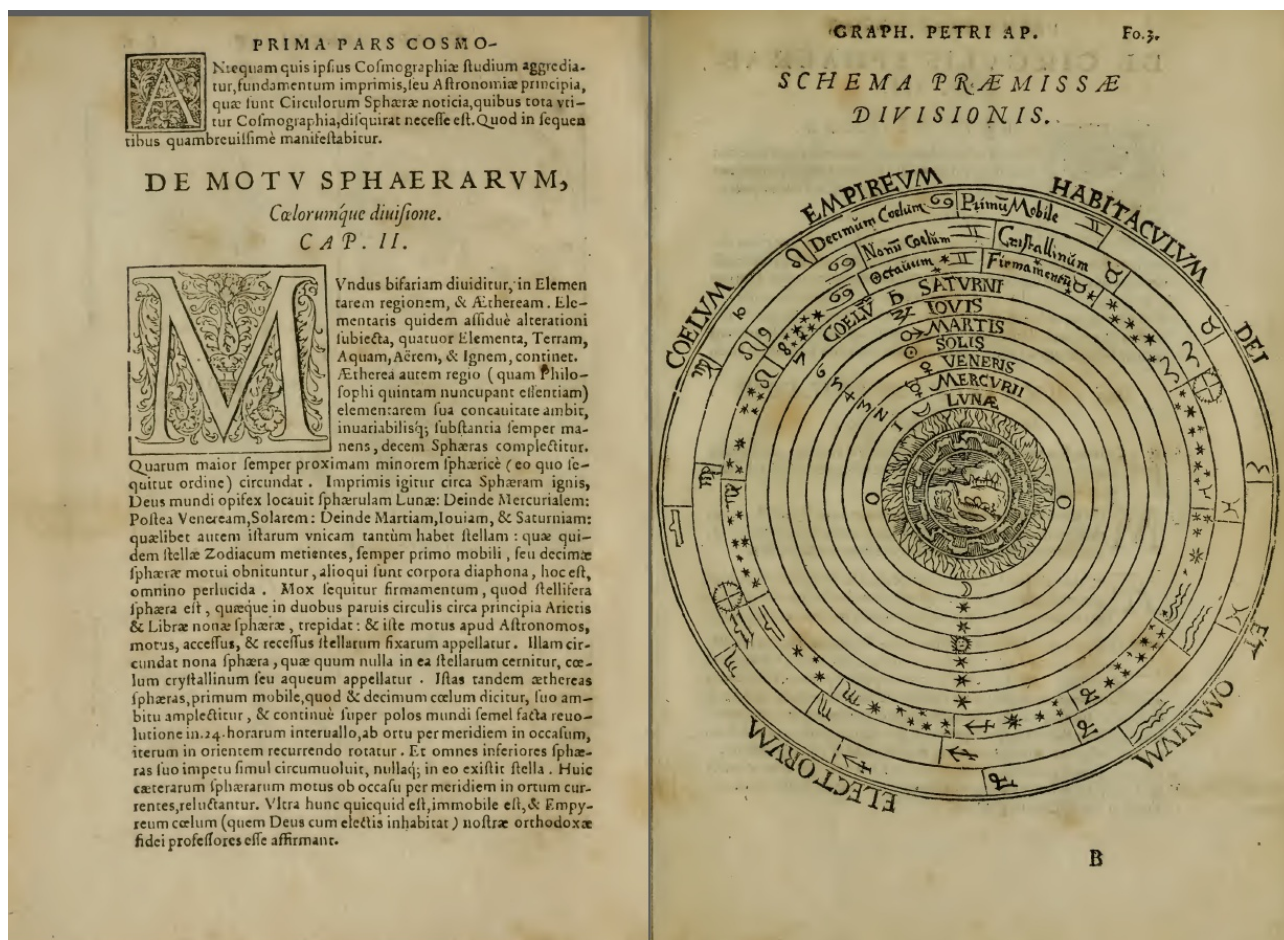 PRIMA PARS COSMO-
ANtequam quis ipſius Coſmographiæ ſtudium aggredia-
tur,fundamentum imprimis,ſeu Aſtronomiæ principia,
quæ ſunt Circulorum Sphæræ noticia,quibus tota vti-
tur Coſmographia,diſquirat neceſſe eſt.Quod in ſequen
tibus quambreuiſſimè manifeſtabitur.
DE MOTV SPHAERARVM,
Cœlorumq́ue diuiſione.
CAP. II.
MVndus bifariam diuiditur, in Elemen
tarem regionem, & Ætheream. Ele-
mentaris quidem aſſiduè alterationi
ſubiecta, quatuor Elementa, Terram,
Aquam, Aërem, & Ignem, continet.
Ætherea autem regio (quam Philo-
ſophi quintam nuncupant eſſentiam)
elementarem ſua concauitate ambit,
inuariabiliſq́; ſubſtantia ſemper ma-
nens, decem Sphæras complectitur.
Quarum maior ſemper proximam minorem ſphæricè (eo quo ſe-
quitur ordine) circundat. Imprimis igitur circa Sphæram ignis,
Deus mundi opifex locauit ſphærulam Lunæ: Deinde Mercurialem:
Poſtea Veneream,Solarem: Deinde Martiam,Iouiam, & Saturniam:
quælibet autem iſtarum vnicam tantùm habet ſtellam: quæ qui-
dem ſtellæ Zodiacum metientes, ſemper primo mobili, ſeu decimæ
ſphæræ motui obnituntur, alioqui ſunt corpora diaphona, hoc eſt,
omnino perlucida. Mox ſequitur firmamentum, quod ſtellifera
ſphæra eſt, quæque in duobus paruis circulis circa principia Arietis
& Libræ nonæ ſphæræ, trepidat: & iſte motus apud Aſtronomos,
motus, acceſſus, & receſſus ſtellarum fixarum appellatur. Illam cir-
cundat nona ſphæra, quæ quum nulla in ea ſtellarum cernitur, cœ-
lum cryſtallinum ſeu aqueum appellatur. Iſtas tandem æthereas
ſphæras,primum mobile,quod & decimum cœlum dicitur, ſuo am-
bitu amplectitur, & continuè ſuper polos mundi ſemel facta reuo-
lutione in.24.horarum interuallo,ab ortu per meridiem in occaſum,
iterum in orientem recurrendo rotatur. Et omnes inferiores ſphæ-
ras ſuo impetu ſimul circumuoluit, nullaq́; in eo exiſtit ſtella. Huic
cæterarum ſphærarum motus ob occaſu per meridiem in ortum cur-
rentes,reluctantur. Vltra hunc quicquid eſt,immobile eſt,& Empy-
reum cœlum (quem Deus cum electis inhabitat) noſtræ orthodoxæ
fidei profeſſores eſſe affirmant.
GRAPH. PETRI AP. Fo.3.
SCHEMA PRÆMISSÆ
DIVISIONIS.
COELVM EMPIREVM HABITACVLVM DEI ET OMNIVM ELECTORVM
Decimũm Coelum ♋ Primũ Mobile ♊
Nonũ Coelum ♊ Criſtallinum ♉
Octauum ♊ Firmamentũ ♉
COELV̄ ♄ SATVRNI
♃ IOVIS
♂ MARTIS
☉ SOLIS
♀ VENERIS
☿ MERCVRII
☽ LVNÆ
B